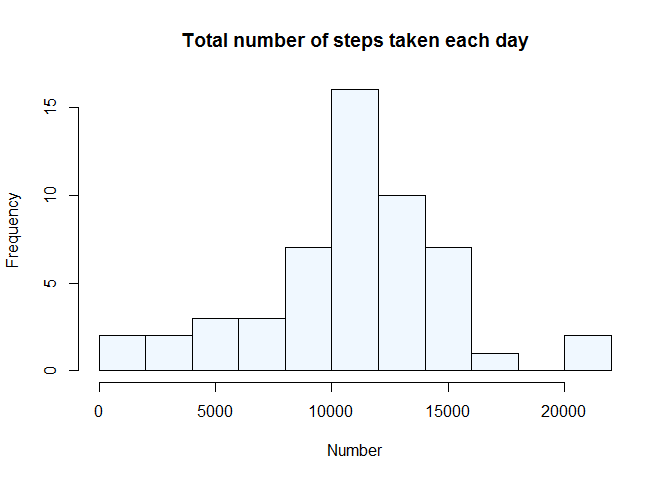 Total number of steps taken each day
Frequency
15
10
5
0
0 5000 10000 15000 20000
Number